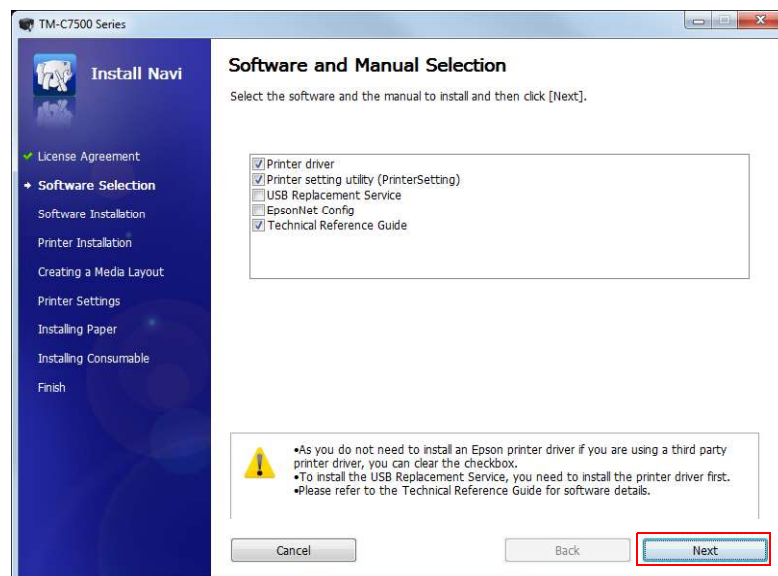 TM-C7500 Series
Install Navi
License Agreement
Software Selection
Software Installation
Printer Installation
Creating a Media Layout
Printer Settings
Installing Paper
Installing Consumable
Finish
Software and Manual Selection
Select the software and the manual to install and then click [Next].
Printer driver
Printer setting utility (PrinterSetting)
USB Replacement Service
EpsonNet Config
Technical Reference Guide
•As you do not need to install an Epson printer driver if you are using a third party
printer driver, you can clear the checkbox.
•To install the USB Replacement Service, you need to install the printer driver first.
•Please refer to the Technical Reference Guide for software details.
Cancel
Back
Next